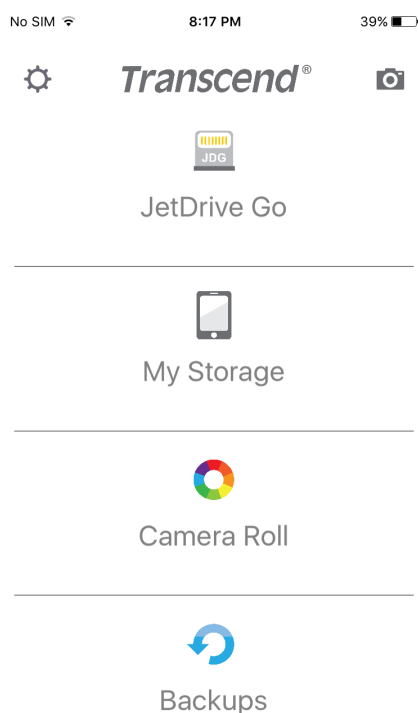 No SIM 8:17 PM 39%
Transcend®
JDG
JetDrive Go
My Storage
Camera Roll
Backups